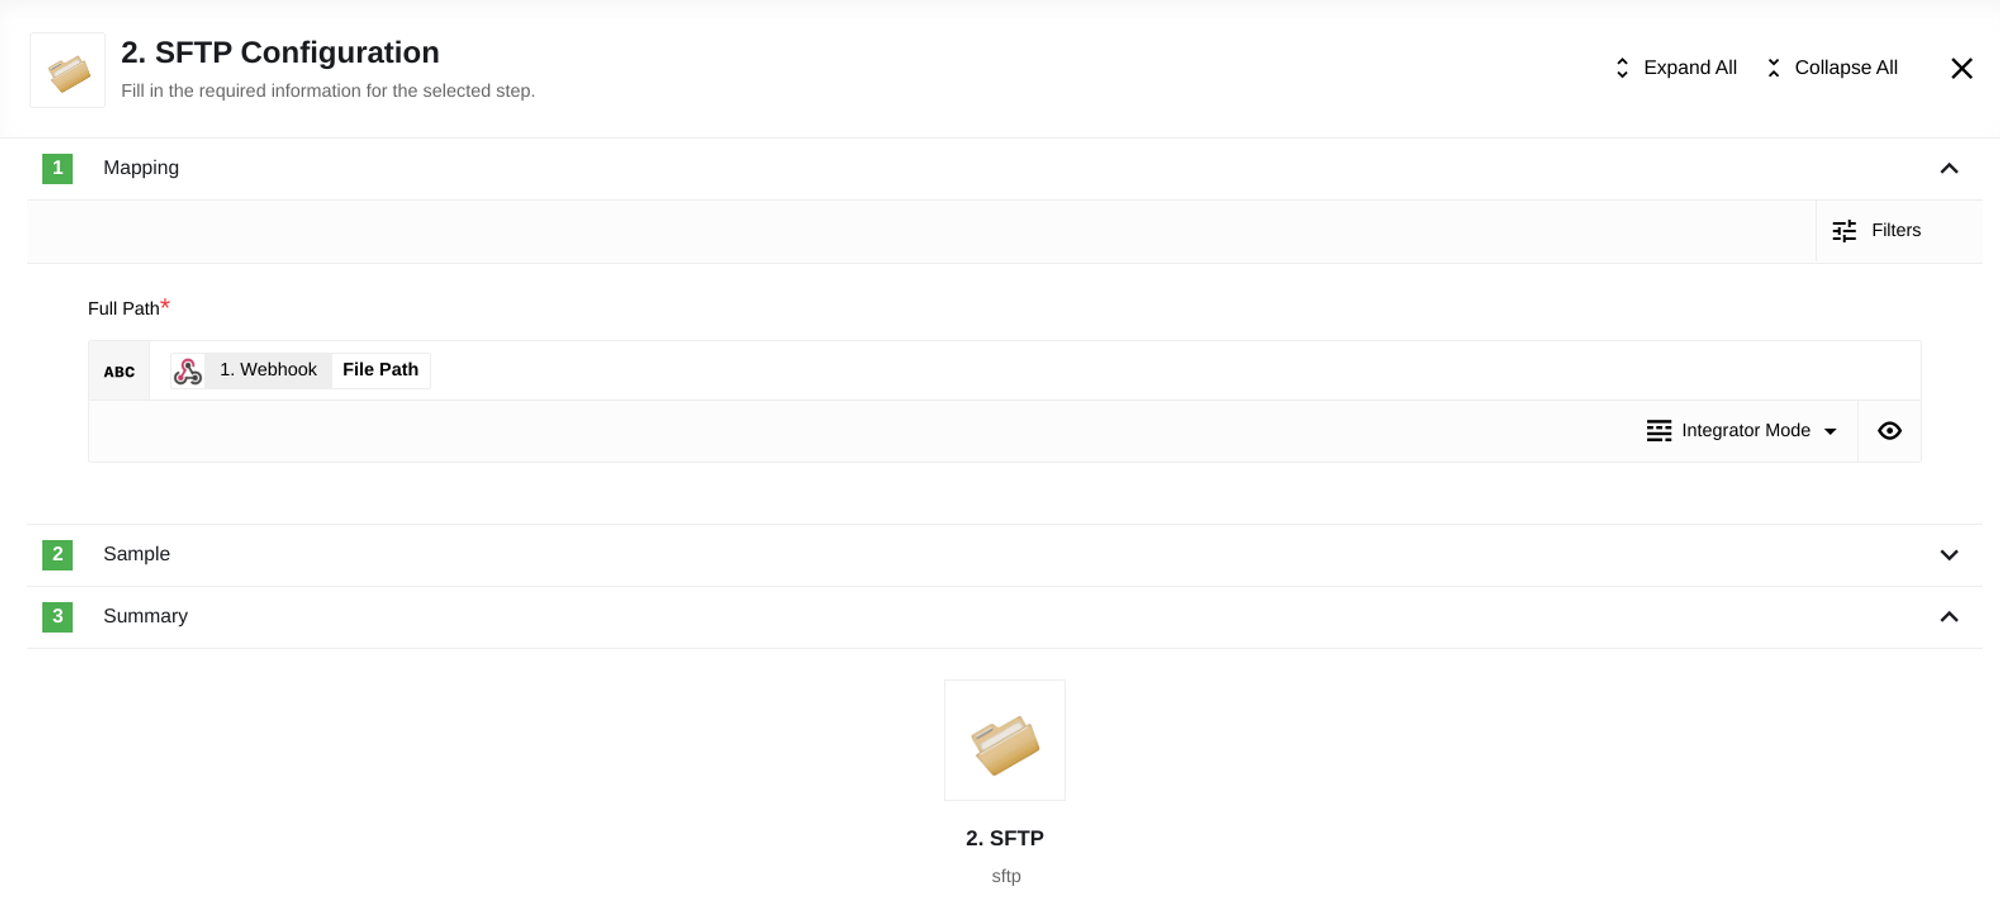 2. SFTP Configuration
Fill in the required information for the selected step.
Expand All
Collapse All
1
Mapping
Filters
Full Path*
ABC
1. Webhook
File Path
Integrator Mode
2
Sample
3
Summary
2. SFTP
sftp